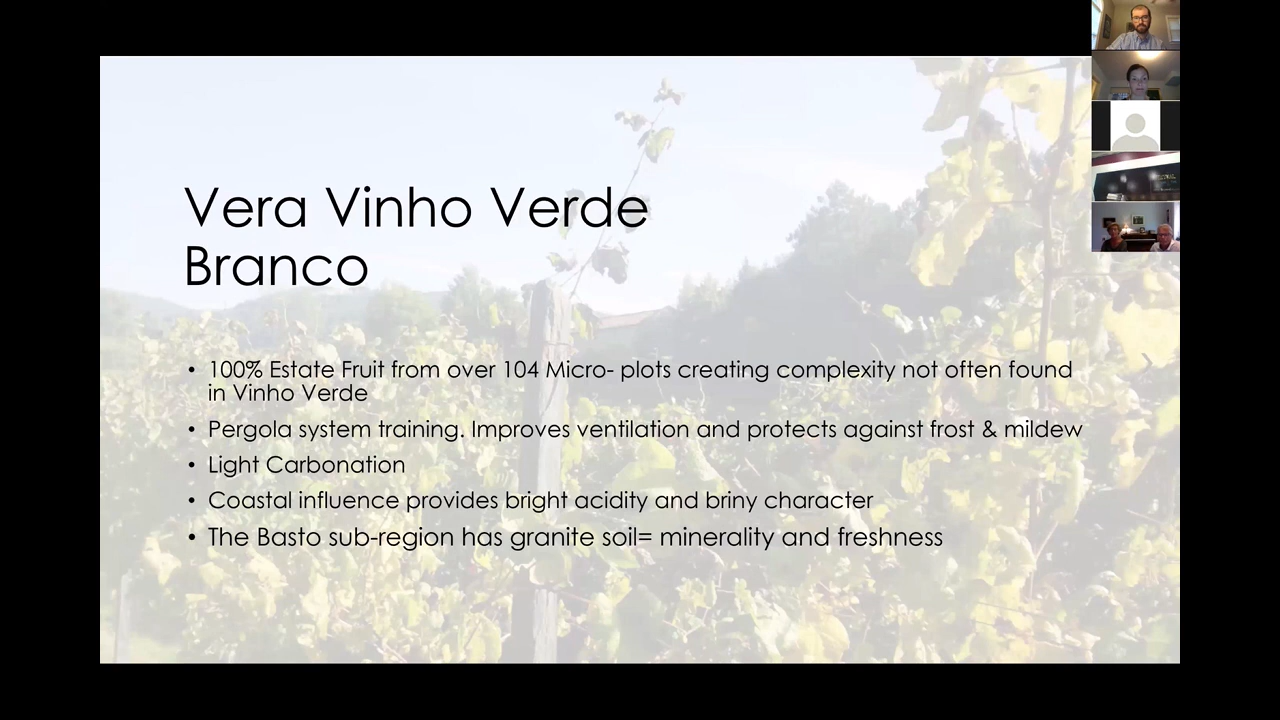 Vera Vinho Verde
Branco
• 100% Estate Fruit from over 104 Micro- plots creating complexity not often found
in Vinho Verde
• Pergola system training. Improves ventilation and protects against frost & mildew
• Light Carbonation
• Coastal influence provides bright acidity and briny character
• The Basto sub-region has granite soil= minerality and freshness